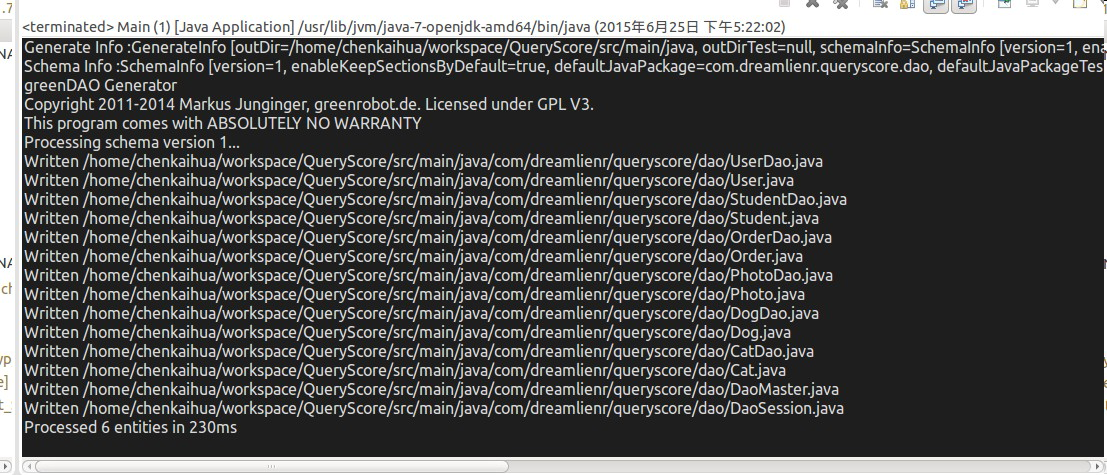 .7
<terminated> Main (1) [Java Application] /usr/lib/jvm/java-7-openjdk-amd64/bin/java (2015年6月25日 下午5:22:02)
Generate Info :GenerateInfo [outDir=/home/chenkaihua/workspace/QueryScore/src/main/java, outDirTest=null, schemaInfo=SchemaInfo [version=1, ena
Schema Info :SchemaInfo [version=1, enableKeepSectionsByDefault=true, defaultJavaPackage=com.dreamlienr.queryscore.dao, defaultJavaPackageTes
greenDAO Generator
Copyright 2011-2014 Markus Junginger, greenrobot.de. Licensed under GPL V3.
This program comes with ABSOLUTELY NO WARRANTY
Processing schema version 1...
Written /home/chenkaihua/workspace/QueryScore/src/main/java/com/dreamlienr/queryscore/dao/UserDao.java
Written /home/chenkaihua/workspace/QueryScore/src/main/java/com/dreamlienr/queryscore/dao/User.java
Written /home/chenkaihua/workspace/QueryScore/src/main/java/com/dreamlienr/queryscore/dao/StudentDao.java
Written /home/chenkaihua/workspace/QueryScore/src/main/java/com/dreamlienr/queryscore/dao/Student.java
Written /home/chenkaihua/workspace/QueryScore/src/main/java/com/dreamlienr/queryscore/dao/OrderDao.java
Written /home/chenkaihua/workspace/QueryScore/src/main/java/com/dreamlienr/queryscore/dao/Order.java
Written /home/chenkaihua/workspace/QueryScore/src/main/java/com/dreamlienr/queryscore/dao/PhotoDao.java
Written /home/chenkaihua/workspace/QueryScore/src/main/java/com/dreamlienr/queryscore/dao/Photo.java
Written /home/chenkaihua/workspace/QueryScore/src/main/java/com/dreamlienr/queryscore/dao/DogDao.java
Written /home/chenkaihua/workspace/QueryScore/src/main/java/com/dreamlienr/queryscore/dao/Dog.java
Written /home/chenkaihua/workspace/QueryScore/src/main/java/com/dreamlienr/queryscore/dao/CatDao.java
Written /home/chenkaihua/workspace/QueryScore/src/main/java/com/dreamlienr/queryscore/dao/Cat.java
Written /home/chenkaihua/workspace/QueryScore/src/main/java/com/dreamlienr/queryscore/dao/DaoMaster.java
Written /home/chenkaihua/workspace/QueryScore/src/main/java/com/dreamlienr/queryscore/dao/DaoSession.java
Processed 6 entities in 230ms